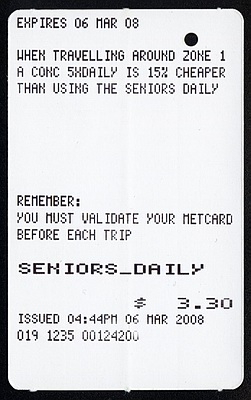 EXPIRES 06 MAR 08
WHEN TRAVELLING AROUND ZONE 1
A CONC 5XDAILY IS 15% CHEAPER
THAN USING THE SENIORS DAILY
REMEMBER:
YOU MUST VALIDATE YOUR METCARD
BEFORE EACH TRIP
SENIORS_DAILY
$ 3.30
ISSUED 04:44PM 06 MAR 2008
019 1235 00124200